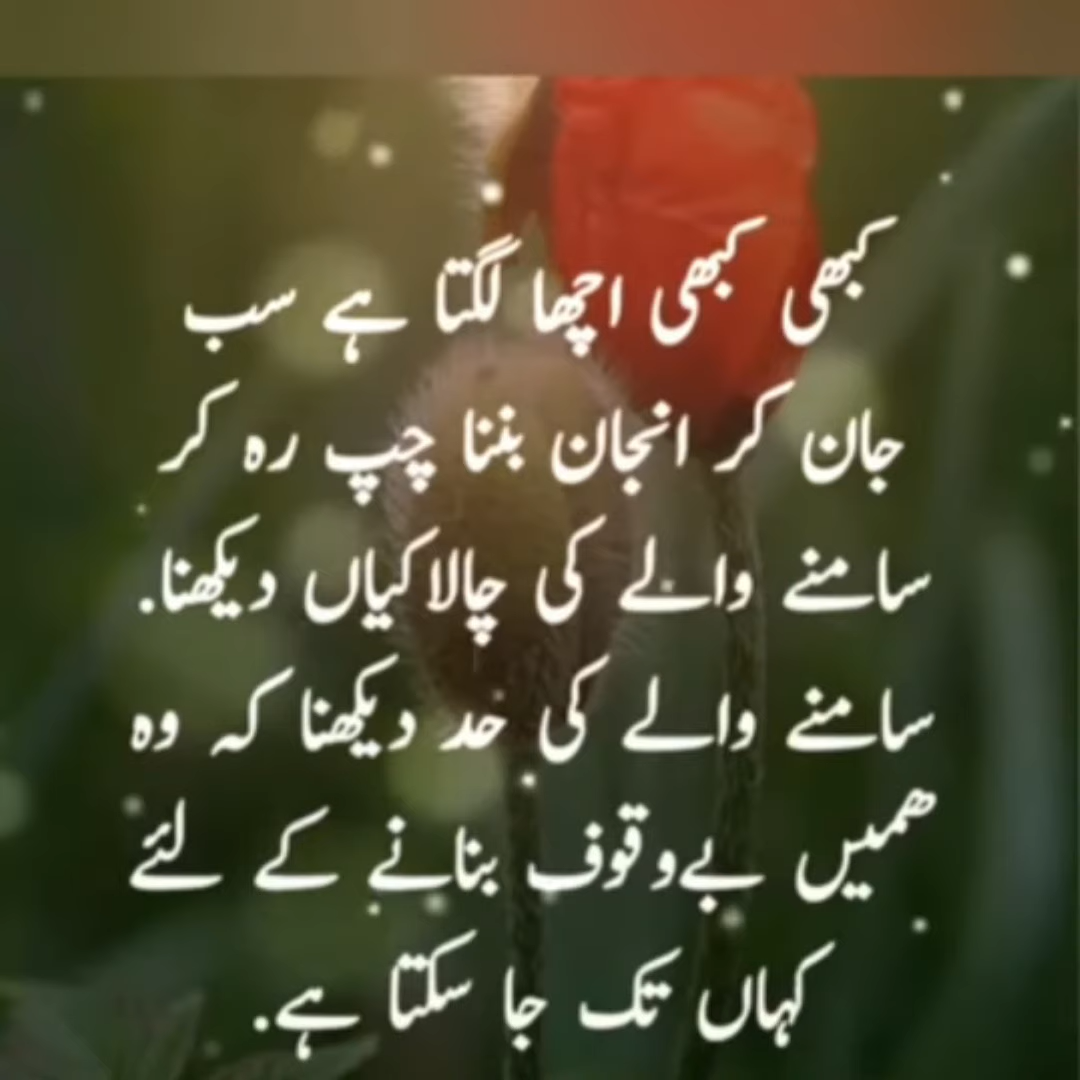 کبھی کبھی اچھا لگتا ہے سب
جان کر انجان بننا چپ رہ کر
سامنے والے کی چالاکیاں دیکھنا.
سامنے والے کی حد دیکھنا کہ وہ
ھمیں بےوقوف بنانے کے لئے
کہاں تک جا سکتا ہے.